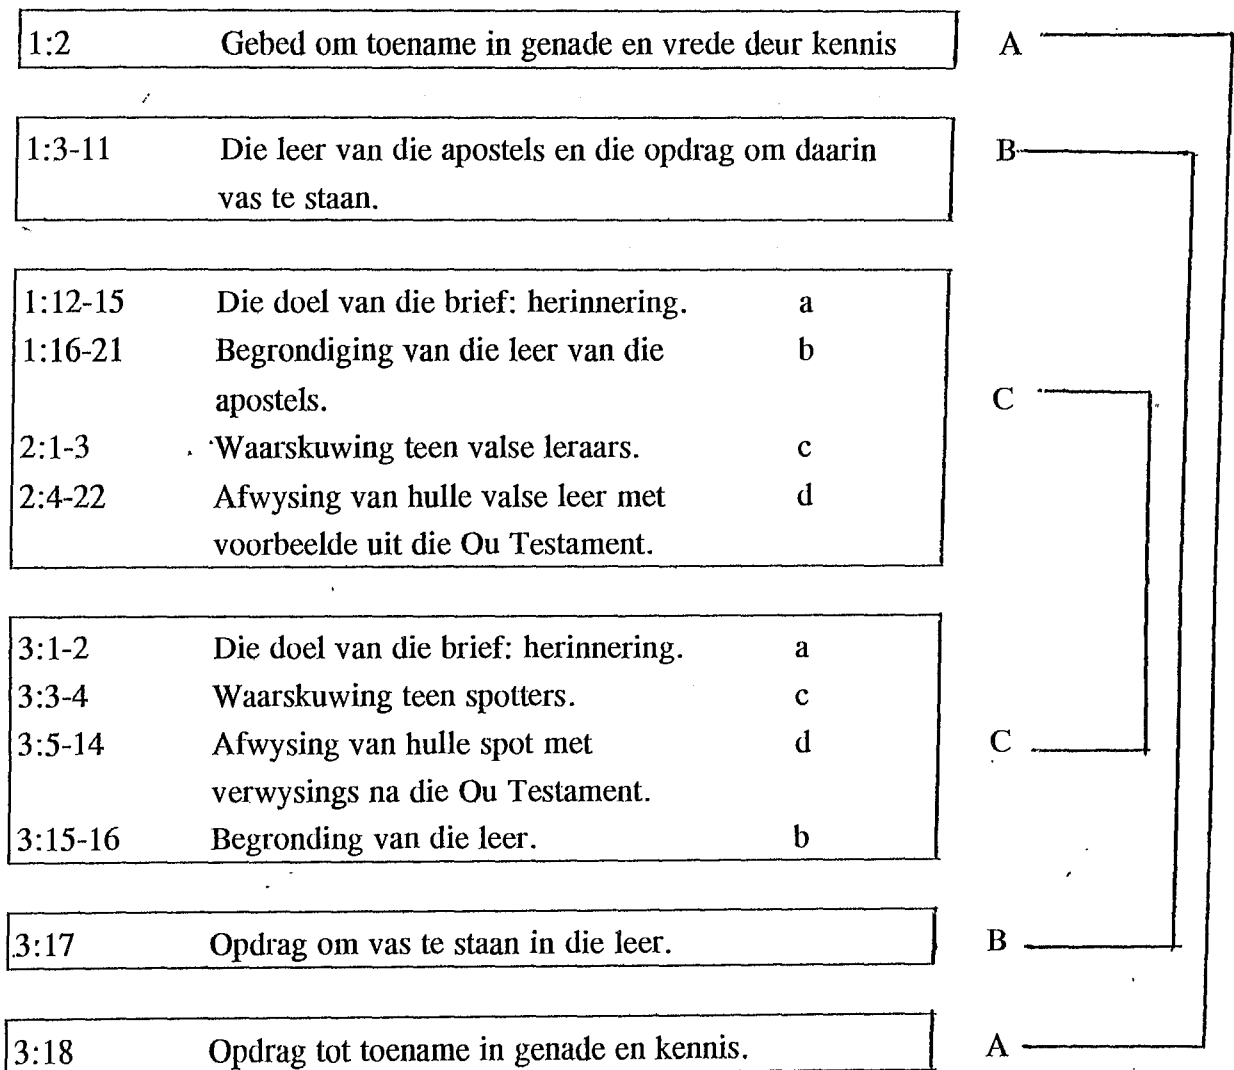 1:2 Gebed om toename in genade en vrede deur kennis A
1:3-11 Die leer van die apostels en die opdrag om daarin B
vas te staan.
1:12-15 Die doel van die brief: herinnering. a
1:16-21 Begrondiging van die leer van die b
apostels. C
2:1-3 Waarskuwing teen valse leraars. c
2:4-22 Afwysing van hulle valse leer met d
voorbeelde uit die Ou Testament.
3:1-2 Die doel van die brief: herinnering. a
3:3-4 Waarskuwing teen spotters. c
3:5-14 Afwysing van hulle spot met d C
verwysings na die Ou Testament.
3:15-16 Begronding van die leer. b
3:17 Opdrag om vas te staan in die leer. B
3:18 Opdrag tot toename in genade en kennis. A